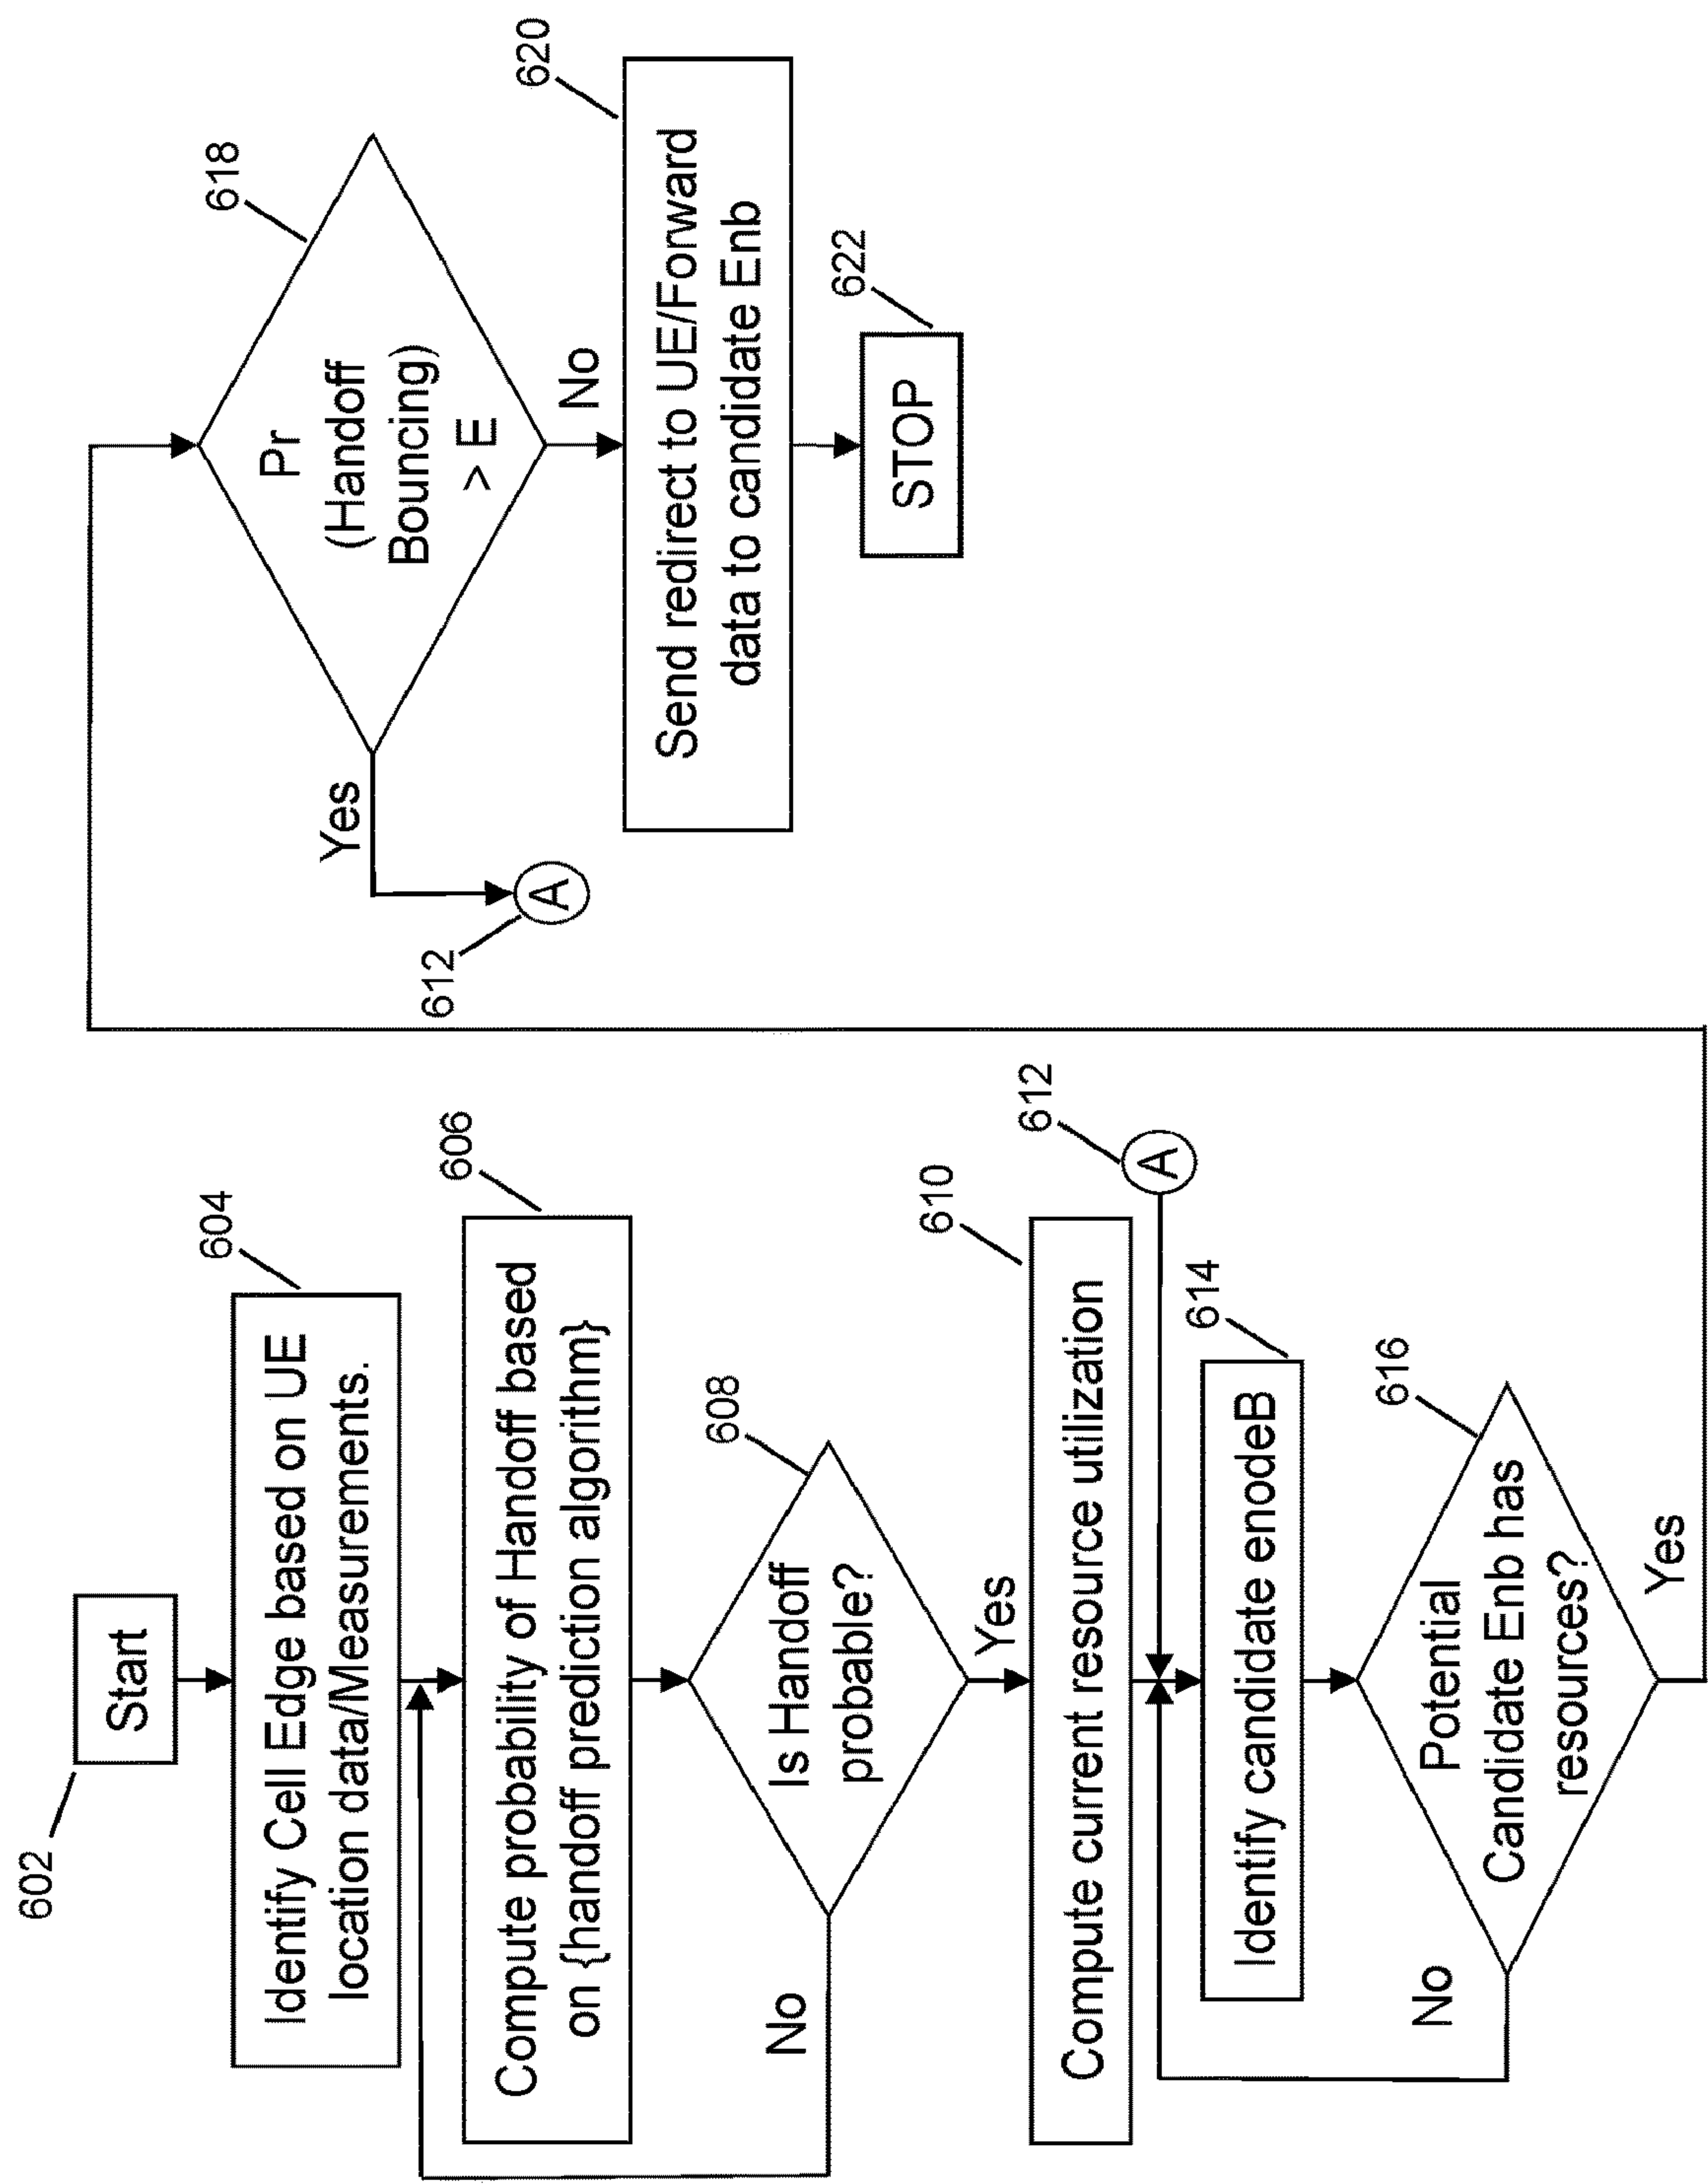 602
Start
604
Identify Cell Edge based on UE
location data/Measurements.
606
Compute probability of Handoff based
on {handoff prediction algorithm}
608
Is Handoff
probable?
No
Yes
610
Compute current resource utilization
612
A
614
Identify candidate enodeB
616
Potential
Candidate Enb has
resources?
No
Yes
618
Pr
(Handoff
Bouncing)
> E
Yes
No
612
A
620
Send redirect to UE/Forward
data to candidate Enb
622
STOP